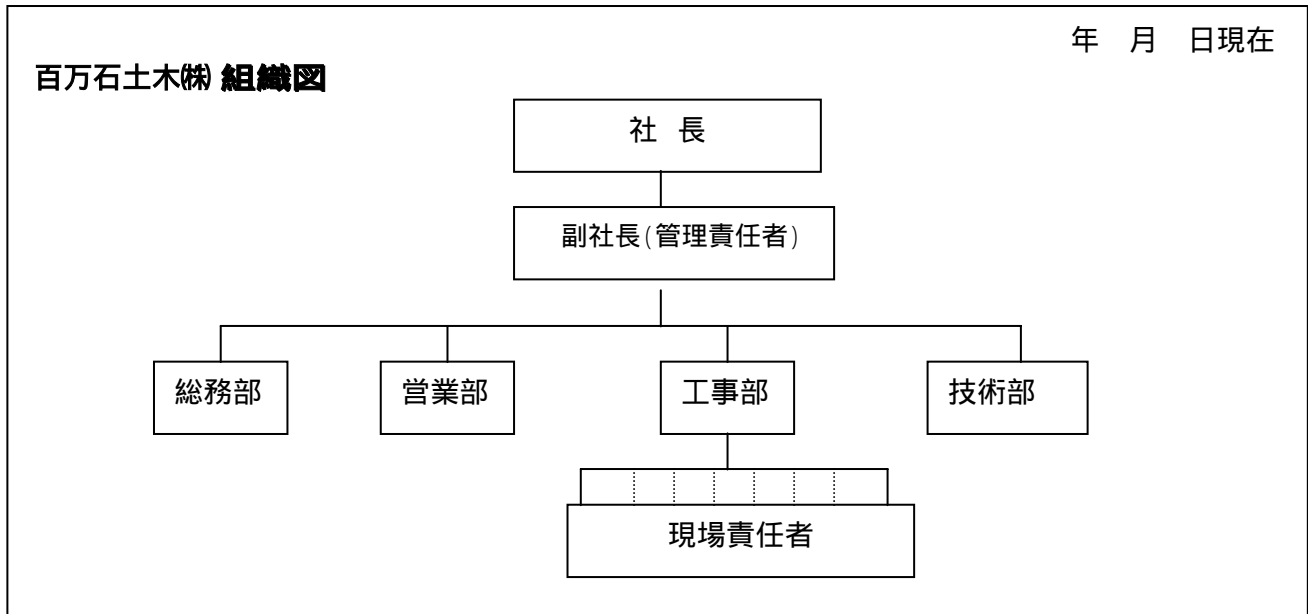 年 月 日現在
百万石土木㈱ 組織図
社 長
副社長(管理責任者)
総務部 営業部 工事部 技術部
現場責任者